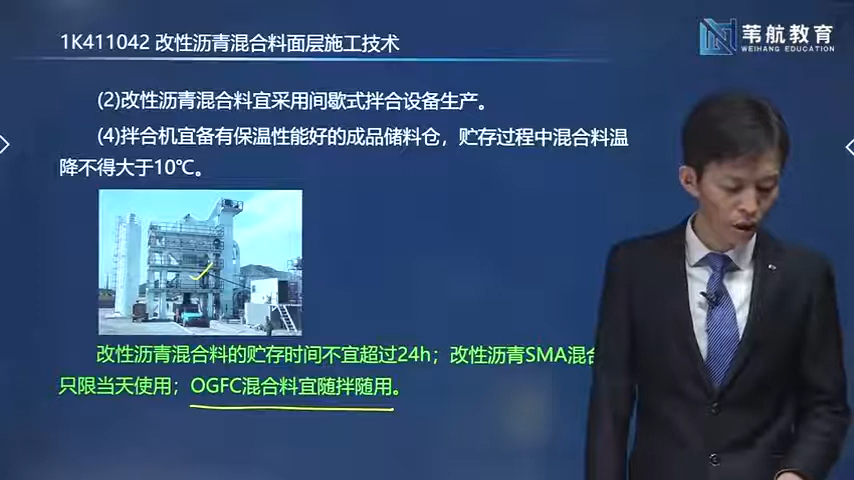 1K411042 改性沥青混合料面层施工技术
苇航教育
WEIHANG EDUCATION
(2)改性沥青混合料宜采用间歇式拌合设备生产。
(4)拌合机宜备有保温性能好的成品储料仓，贮存过程中混合料温
降不得大于10℃。
改性沥青混合料的贮存时间不宜超过24h；改性沥青SMA混合
只限当天使用；OGFC混合料宜随拌随用。